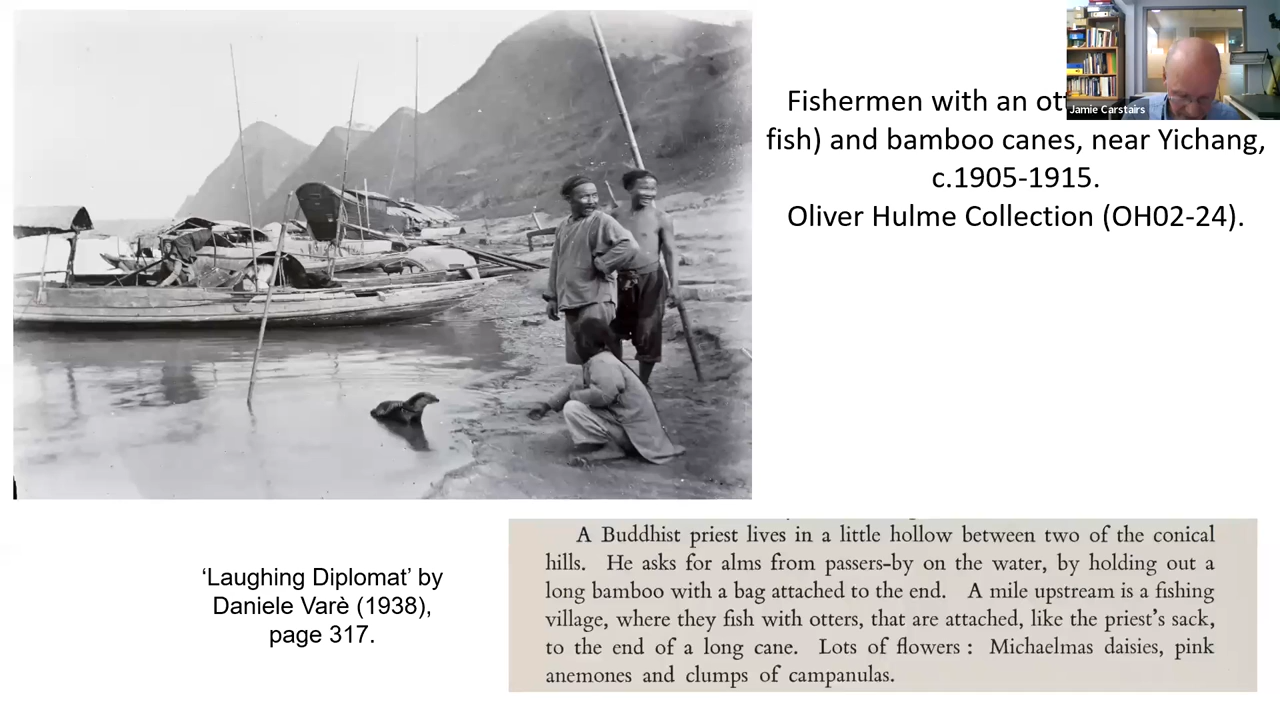 Fishermen with an
Jamie Carstairs
fish) and bamboo canes, near Yichang,
c.1905-1915.
Oliver Hulme Collection (OH02-24).
‘Laughing Diplomat’ by
Daniele Varè (1938),
page 317.
A Buddhist priest lives in a little hollow between two of the conical
hills. He asks for alms from passers-by on the water, by holding out a
long bamboo with a bag attached to the end. A mile upstream is a fishing
village, where they fish with otters, that are attached, like the priest’s sack,
to the end of a long cane. Lots of flowers : Michaelmas daisies, pink
anemones and clumps of campanulas.